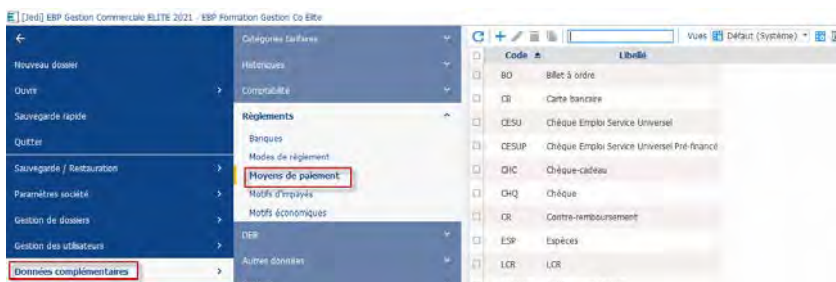 [Jedi] EBP Gestion Commerciale ELITE 2021 - EBP Formation Gestion Co Elite
Nouveau dossier
Ouvrir
Sauvegarde rapide
Quitter
Sauvegarde / Restauration
Paramètres société
Gestion de dossiers
Gestion des utilisateurs
Données complémentaires
Catégories tarifaires
Historiques
Comptabilité
Règlements
Banques
Modes de règlement
Moyens de paiement
Motifs d'impayés
Motifs économiques
DEB
Autres données
Vues Défaut (Système)
Code Libellé
BO Billet à ordre
CB Carte bancaire
CESU Chèque Emploi Service Universel
CESUP Chèque Emploi Service Universel Pré-financé
CHC Chèque-cadeau
CHQ Chèque
CR Contre-remboursement
ESP Espèces
LCR LCR